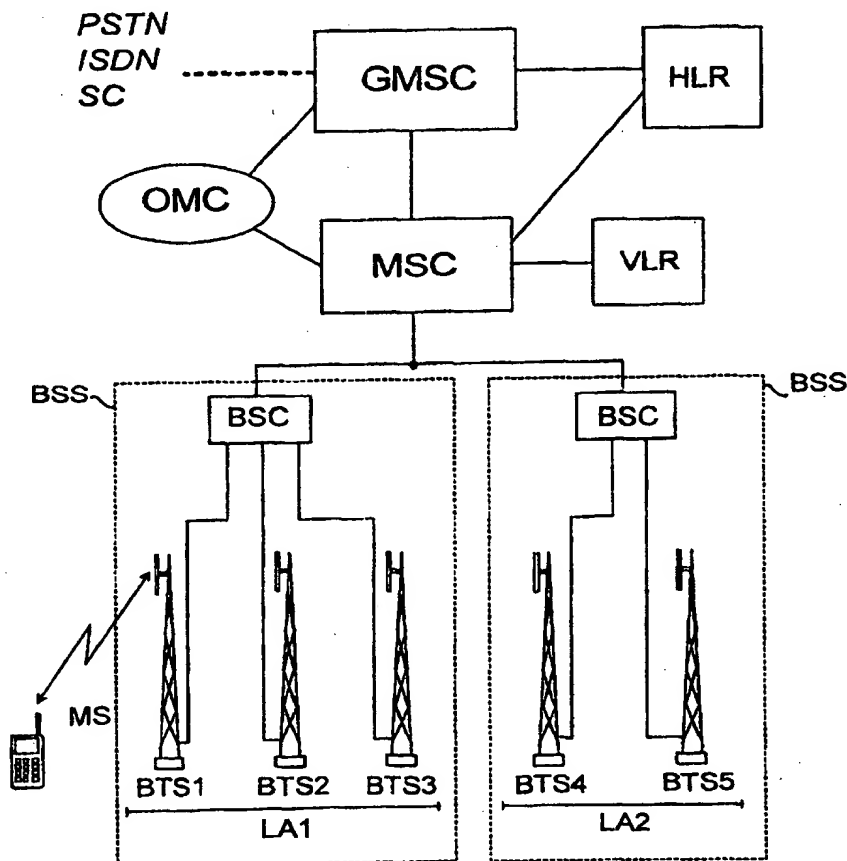 PSTN
ISDN
SC
GMSC
HLR
OMC
MSC
VLR
BSS
BSC
BSC
BSS
MS
BTS1
BTS2
BTS3
BTS4
BTS5
LA1
LA2